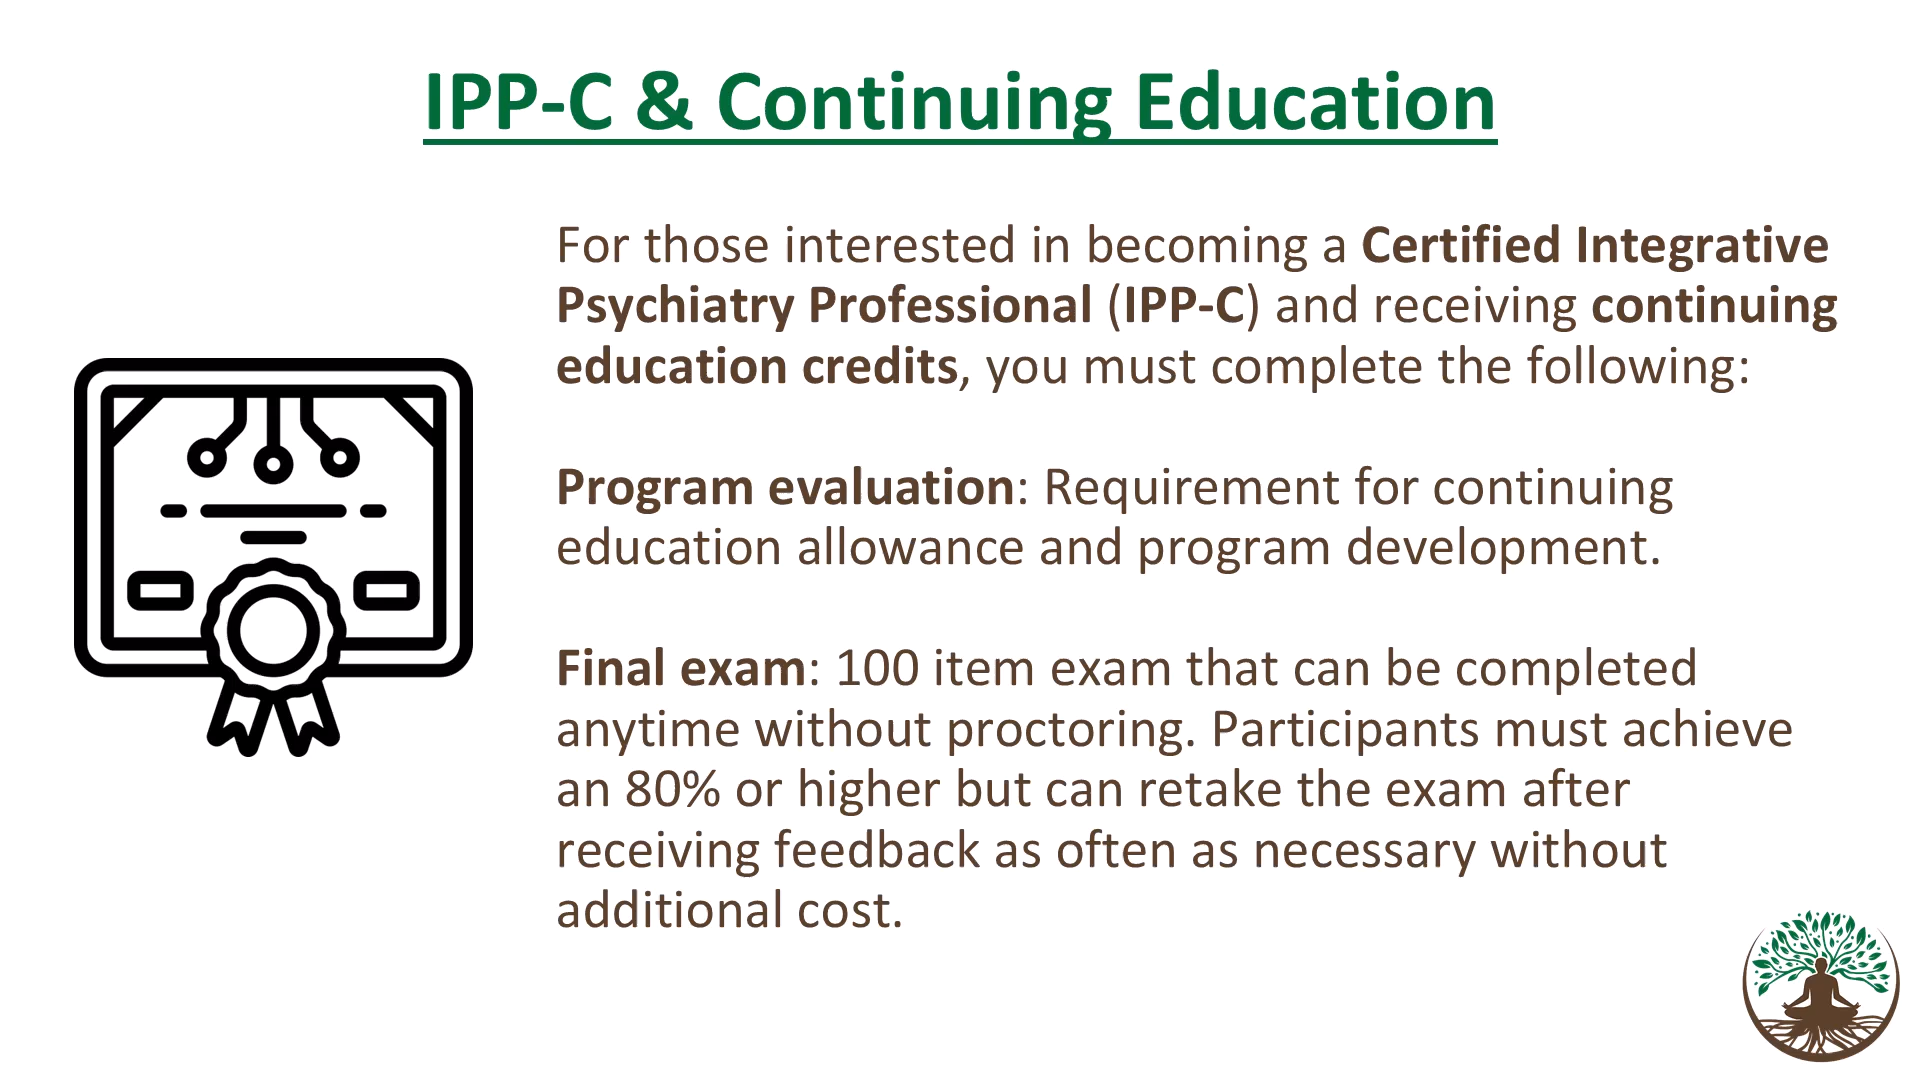 IPP-C & Continuing Education
For those interested in becoming a Certified Integrative
Psychiatry Professional (IPP-C) and receiving continuing
education credits, you must complete the following:
Program evaluation: Requirement for continuing
education allowance and program development.
Final exam: 100 item exam that can be completed
anytime without proctoring. Participants must achieve
an 80% or higher but can retake the exam after
receiving feedback as often as necessary without
additional cost.